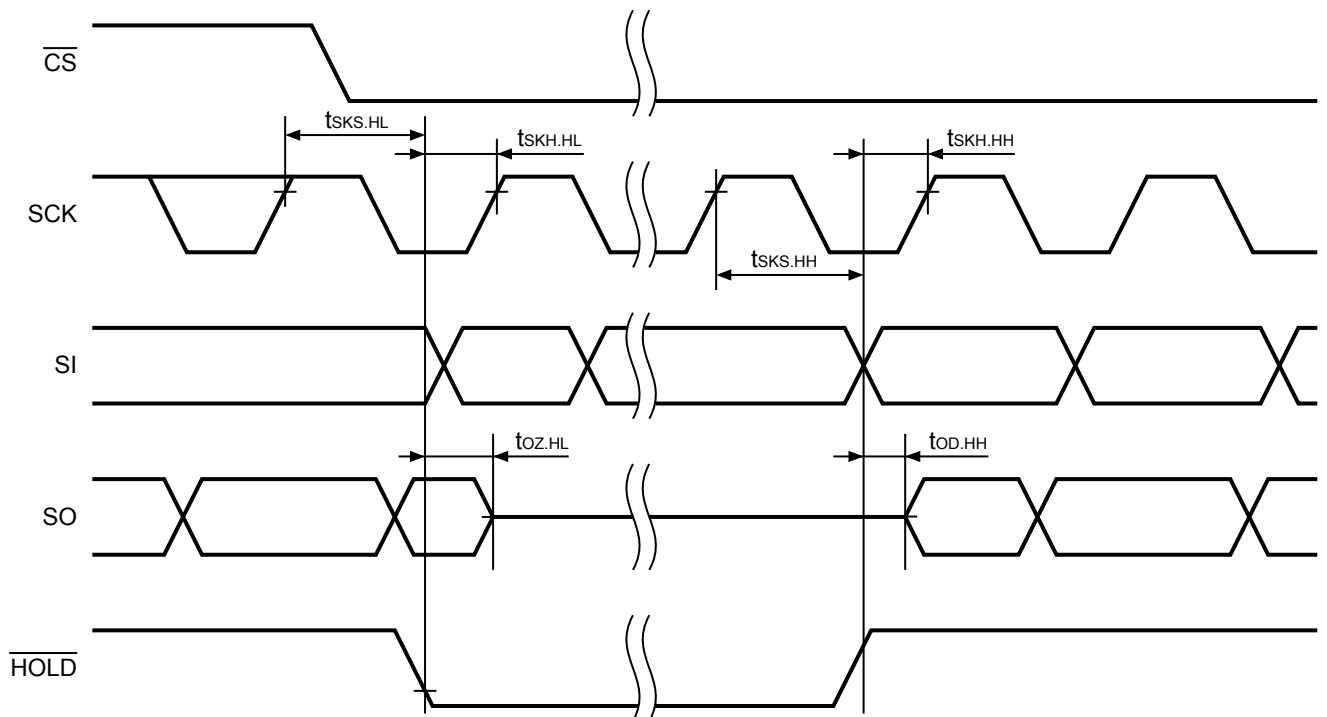 CS
tSKS.HL
tSKH.HL
tSKH.HH
SCK
tSKS.HH
SI
tOZ.HL
tOD.HH
SO
HOLD